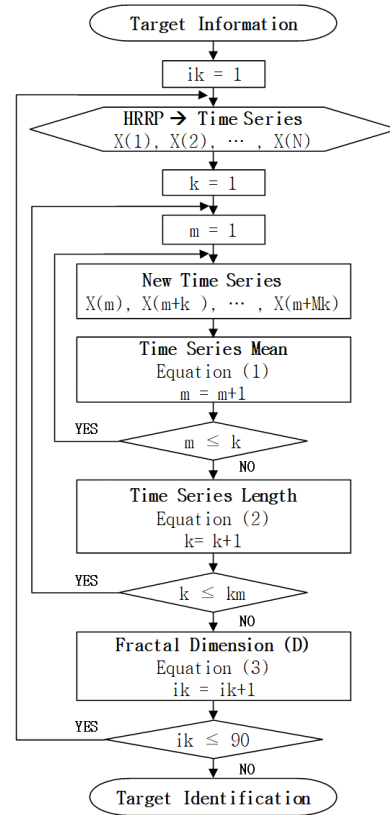 Target Information
ik = 1
HRRP → Time Series
X(1), X(2), ⋯ , X(N)
k = 1
m = 1
New Time Series
X(m), X(m+k ), ⋯ , X(m+Mk)
Time Series Mean
Equation (1)
m = m+1
YES
m ≤ k
NO
Time Series Length
Equation (2)
k= k+1
YES
k ≤ km
NO
Fractal Dimension (D)
Equation (3)
ik = ik+1
YES
ik ≤ 90
NO
Target Identification